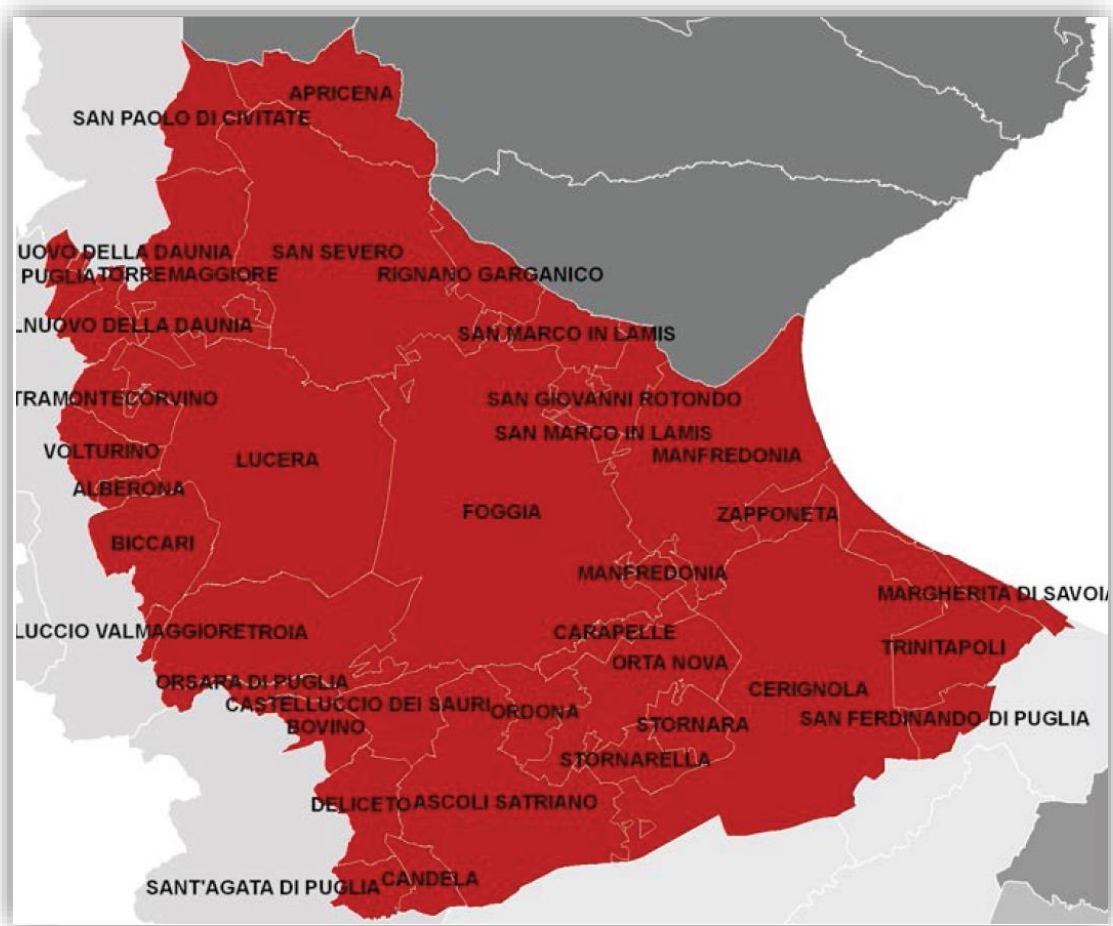 APRICENA
SAN PAOLO DI CIVITATE
UOVO DELLA DAUNIA
SAN SEVERO
PUGLIA
TORREMAGGIORE
RIGNANO GARGANICO
LNUOVO DELLA DAUNIA
SAN MARCO IN LAMIS
TRAMONTECORVINO
SAN GIOVANNI ROTONDO
SAN MARCO IN LAMIS
VOLTURINO
LUCERA
MANFREDONIA
ALBERONA
FOGGIA
ZAPPONETA
BICCARI
MANFREDONIA
MARGHERITA DI SAVOIA
LUCCIO VALMAGGIORE
TROIA
CARAPELLE
TRINITAPOLI
ORTA NOVA
ORSARA DI PUGLIA
CERIGNOLA
CASTELLUCCIO DEI SAURI
ORDONA
SAN FERDINANDO DI PUGLIA
BOVINO
STORNARA
STORNARELLA
DELICETO
ASCOLI SATRIANO
SANT'AGATA DI PUGLIA
CANDELA